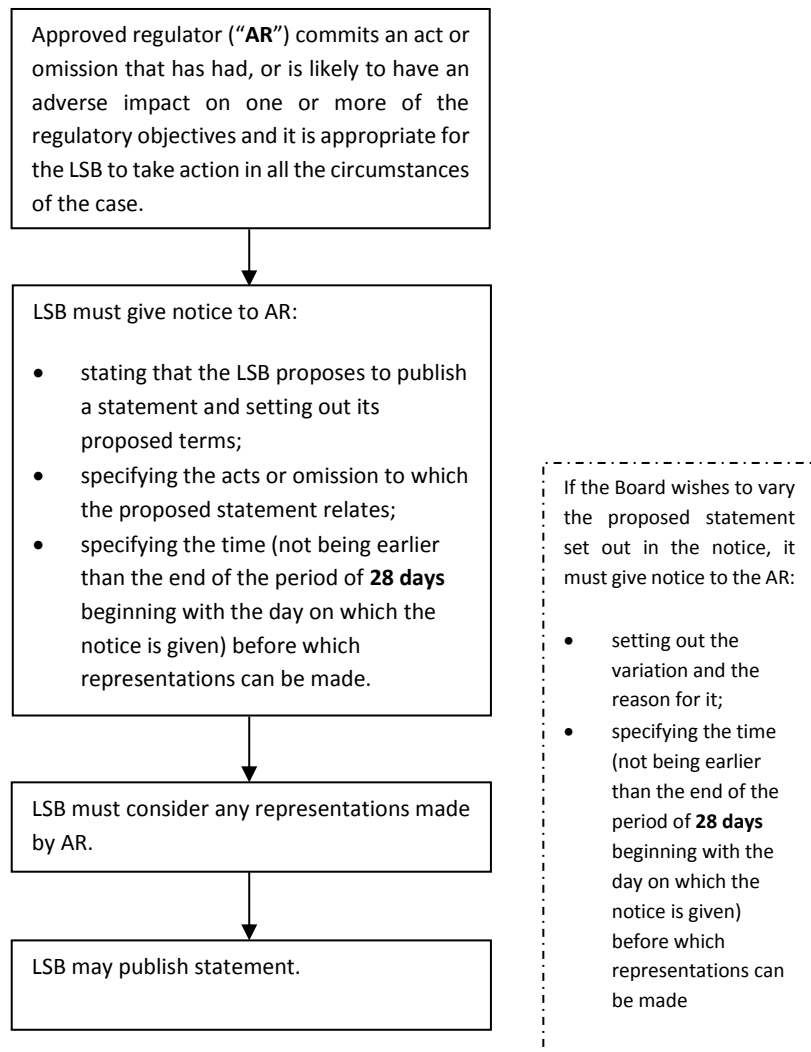 Approved regulator (“AR”) commits an act or
omission that has had, or is likely to have an
adverse impact on one or more of the
regulatory objectives and it is appropriate for
the LSB to take action in all the circumstances
of the case.
LSB must give notice to AR:
• stating that the LSB proposes to publish
a statement and setting out its
proposed terms;
• specifying the acts or omission to which
the proposed statement relates;
• specifying the time (not being earlier
than the end of the period of 28 days
beginning with the day on which the
notice is given) before which
representations can be made.
LSB must consider any representations made
by AR.
LSB may publish statement.
If the Board wishes to vary
the proposed statement
set out in the notice, it
must give notice to the AR:
• setting out the
variation and the
reason for it;
• specifying the time
(not being earlier
than the end of the
period of 28 days
beginning with the
day on which the
notice is given)
before which
representations can
be made